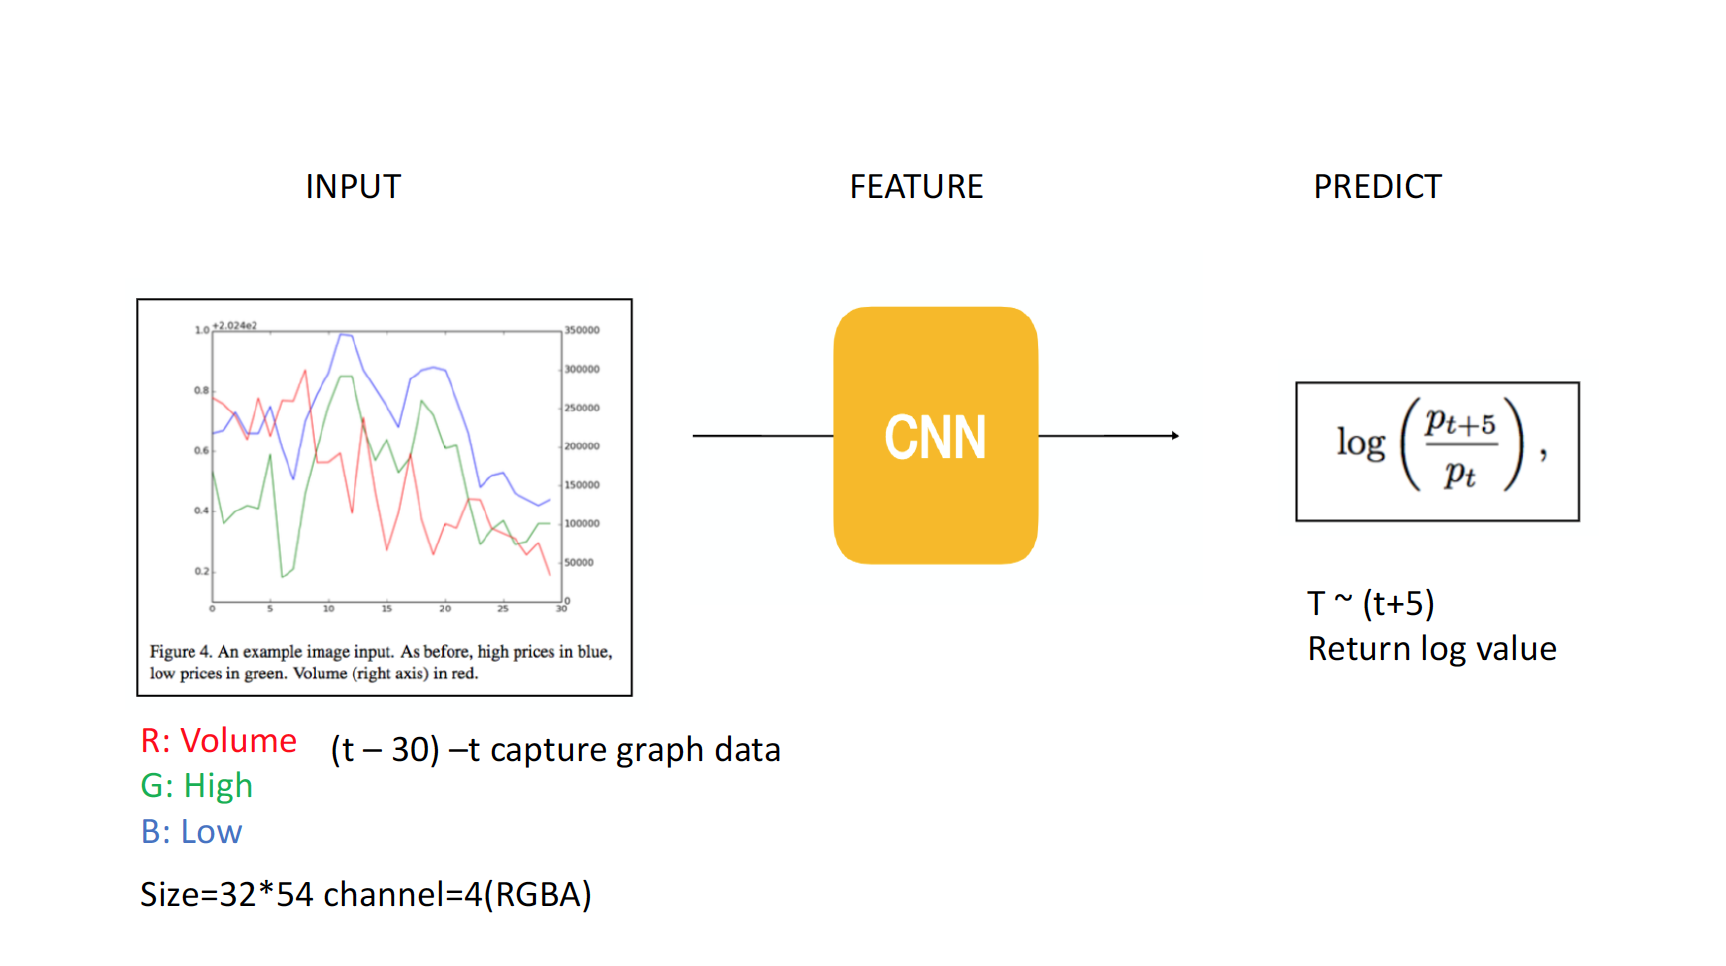 INPUT
FEATURE
PREDICT
+2.024e2
1.0
0.8
0.6
0.4
0.2
350000
300000
250000
200000
150000
100000
50000
0
0 5 10 15 20 25 30
Figure 4. An example image input. As before, high prices in blue,
low prices in green. Volume (right axis) in red.
CNN
log ( p_{t+5} / p_t ) ,
T ~ (t+5)
Return log value
R: Volume
(t – 30) –t capture graph data
G: High
B: Low
Size=32*54 channel=4(RGBA)